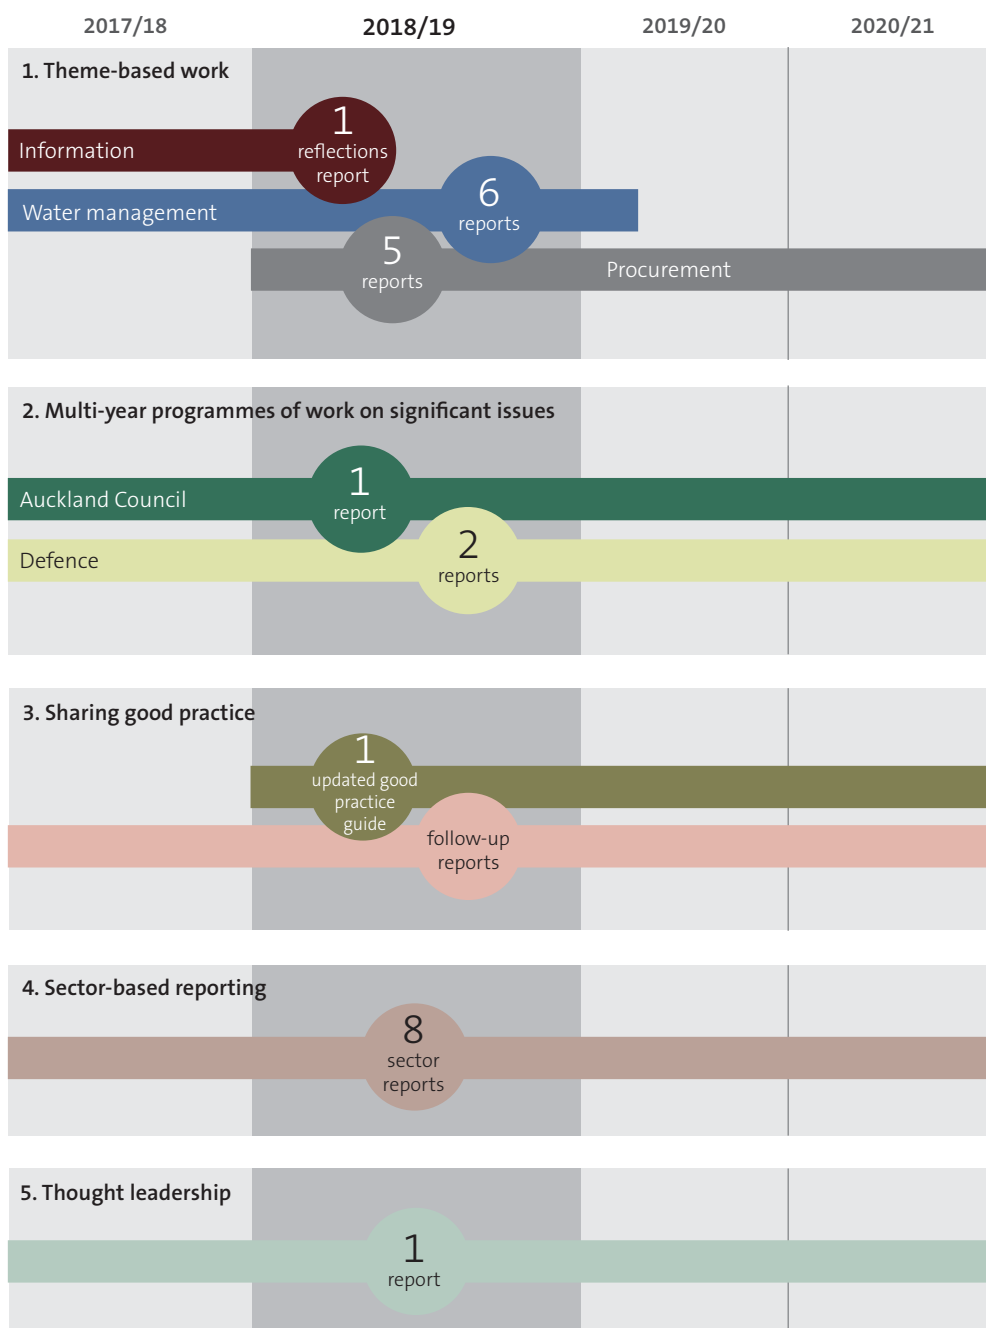 2017/18 2018/19 2019/20 2020/21
1. Theme-based work
1
reflections
report
Information
6
reports
Water management
5
reports
Procurement
2. Multi-year programmes of work on significant issues
1
report
Auckland Council
2
reports
Defence
3. Sharing good practice
1
updated good
practice
guide
follow-up
reports
4. Sector-based reporting
8
sector
reports
5. Thought leadership
1
report